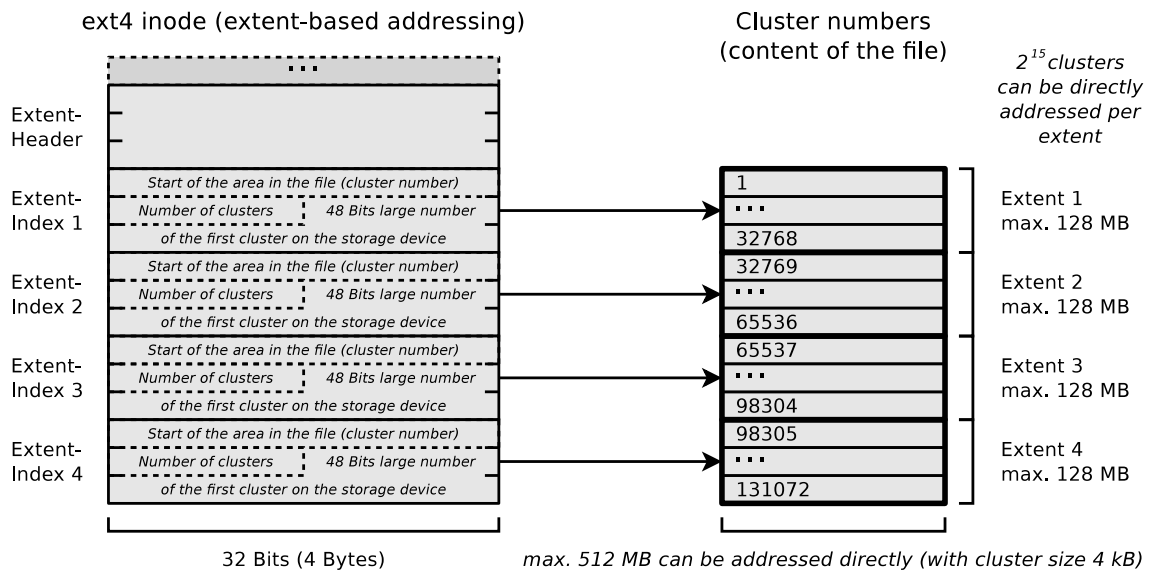 ext4 inode (extent-based addressing)
Cluster numbers
(content of the file)
2^15 clusters
can be directly
addressed per
extent
...
Extent-
Header
Extent-
Index 1
Start of the area in the file (cluster number)
Number of clusters 48 Bits large number
of the first cluster on the storage device
1
...
32768
Extent 1
max. 128 MB
Extent-
Index 2
Start of the area in the file (cluster number)
Number of clusters 48 Bits large number
of the first cluster on the storage device
32769
...
65536
Extent 2
max. 128 MB
Extent-
Index 3
Start of the area in the file (cluster number)
Number of clusters 48 Bits large number
of the first cluster on the storage device
65537
...
98304
Extent 3
max. 128 MB
Extent-
Index 4
Start of the area in the file (cluster number)
Number of clusters 48 Bits large number
of the first cluster on the storage device
98305
...
131072
Extent 4
max. 128 MB
32 Bits (4 Bytes)
max. 512 MB can be addressed directly (with cluster size 4 kB)